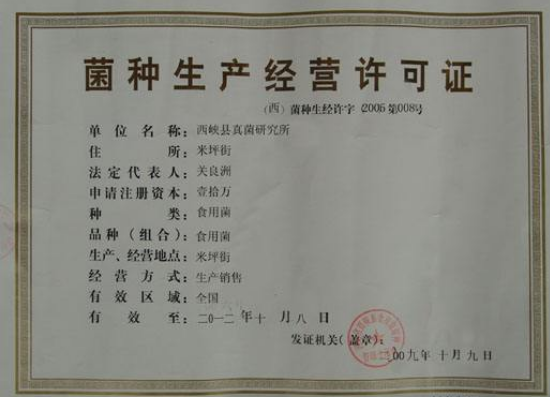 菌种生产经营许可证
(西) 菌种生经许字 (2006 第008号
单位名称: 西峡县真菌研究所
住所: 米坪街
法定代表人: 关良洲
申请注册资本: 壹拾万
种类: 食用菌
品种(组合): 食用菌
生产、经营地点: 米坪街
经营方式: 生产销售
有效区域: 全国
有效至: 二〇一二年十月八日
发证机关(盖章):
00九年十月九日